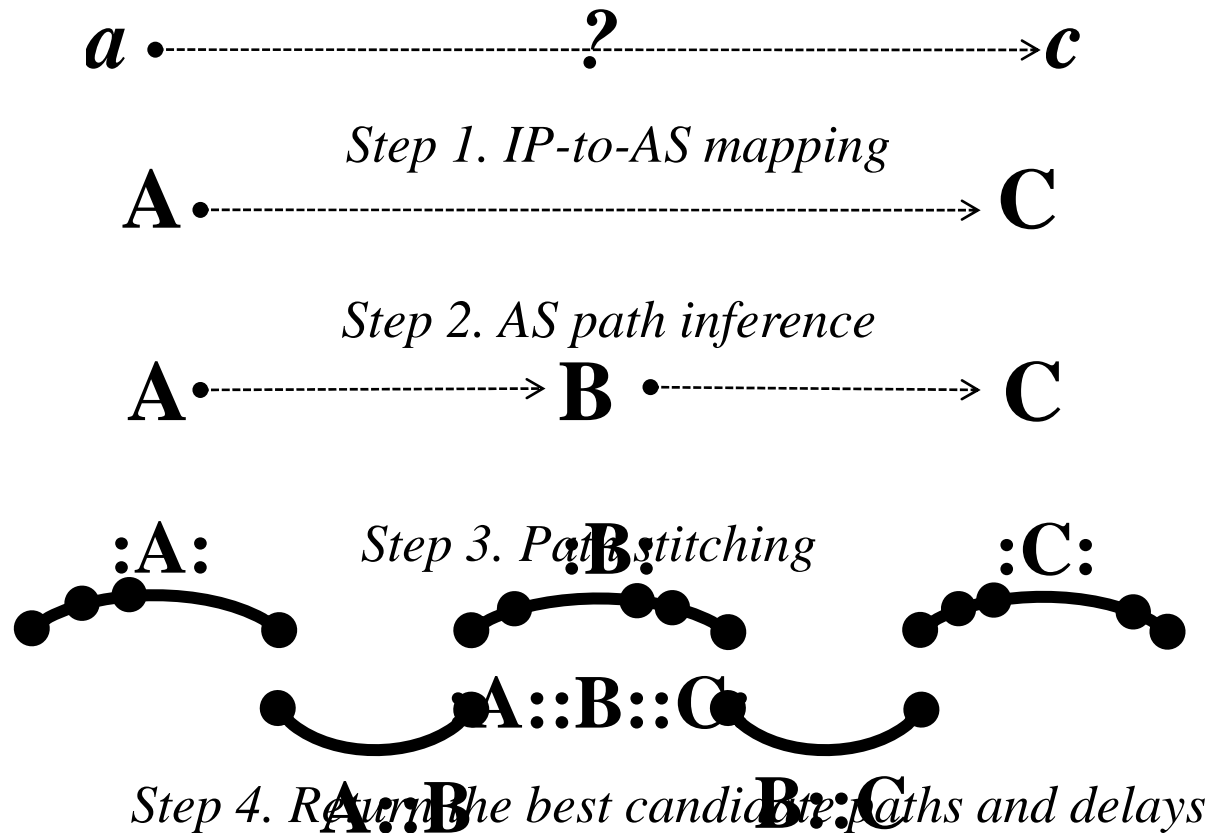 a ? c
Step 1. IP-to-AS mapping
A C
Step 2. AS path inference
A B C
Step 3. Path stitching
:A: :B: :C:
:A::B::C:
Step 4. Return the best candidate paths and delays
A::B B::C